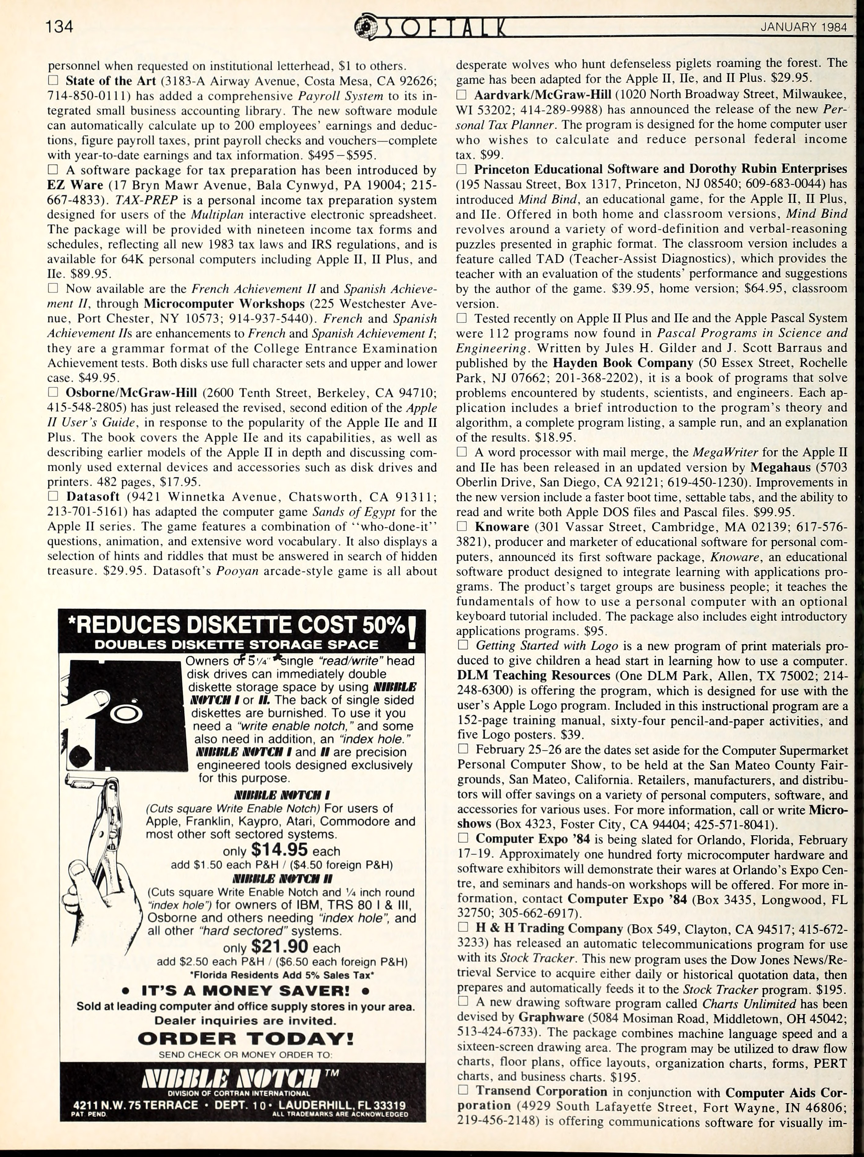 134
SOFTALK
JANUARY 1984
personnel when requested on institutional letterhead, $1 to others.
□ State of the Art (3183-A Airway Avenue, Costa Mesa, CA 92626;
714-850-0111) has added a comprehensive Payroll System to its in-
tegrated small business accounting library. The new software module
can automatically calculate up to 200 employees' earnings and deduc-
tions, figure payroll taxes, print payroll checks and vouchers—complete
with year-to-date earnings and tax information. $495–$595.
□ A software package for tax preparation has been introduced by
EZ Ware (17 Bryn Mawr Avenue, Bala Cynwyd, PA 19004; 215-
667-4833). TAX-PREP is a personal income tax preparation system
designed for users of the Multiplan interactive electronic spreadsheet.
The package will be provided with nineteen income tax forms and
schedules, reflecting all new 1983 tax laws and IRS regulations, and is
available for 64K personal computers including Apple II, II Plus, and
IIe. $89.95.
□ Now available are the French Achievement II and Spanish Achieve-
ment II, through Microcomputer Workshops (225 Westchester Ave-
nue, Port Chester, NY 10573; 914-937-5440). French and Spanish
Achievement IIs are enhancements to French and Spanish Achievement I;
they are a grammar format of the College Entrance Examination
Achievement tests. Both disks use full character sets and upper and lower
case. $49.95.
□ Osborne/McGraw-Hill (2600 Tenth Street, Berkeley, CA 94710;
415-548-2805) has just released the revised, second edition of the Apple
II User's Guide, in response to the popularity of the Apple IIe and II
Plus. The book covers the Apple IIe and its capabilities, as well as
describing earlier models of the Apple II in depth and discussing com-
monly used external devices and accessories such as disk drives and
printers. 482 pages, $17.95.
□ Datasoft (9421 Winnetka Avenue, Chatsworth, CA 91311;
213-701-5161) has adapted the computer game Sands of Egypt for the
Apple II series. The game features a combination of "who-done-it"
questions, animation, and extensive word vocabulary. It also displays a
selection of hints and riddles that must be answered in search of hidden
treasure. $29.95. Datasoft's Pooyan arcade-style game is all about
desperate wolves who hunt defenseless piglets roaming the forest. The
game has been adapted for the Apple II, IIe, and II Plus. $29.95.
□ Aardvark/McGraw-Hill (1020 North Broadway Street, Milwaukee,
WI 53202; 414-289-9988) has announced the release of the new Per-
sonal Tax Planner. The program is designed for the home computer user
who wishes to calculate and reduce personal federal income
tax. $99.
□ Princeton Educational Software and Dorothy Rubin Enterprises
(195 Nassau Street, Box 1317, Princeton, NJ 08540; 609-683-0044) has
introduced Mind Bind, an educational game, for the Apple II, II Plus,
and IIe. Offered in both home and classroom versions, Mind Bind
revolves around a variety of word-definition and verbal-reasoning
puzzles presented in graphic format. The classroom version includes a
feature called TAD (Teacher-Assist Diagnostics), which provides the
teacher with an evaluation of the students' performance and suggestions
by the author of the game. $39.95, home version; $64.95, classroom
version.
□ Tested recently on Apple II Plus and IIe and the Apple Pascal System
were 112 programs now found in Pascal Programs in Science and
Engineering. Written by Jules H. Gilder and J. Scott Barraus and
published by the Hayden Book Company (50 Essex Street, Rochelle
Park, NJ 07662; 201-368-2202), it is a book of programs that solve
problems encountered by students, scientists, and engineers. Each ap-
plication includes a brief introduction to the program's theory and
algorithm, a complete program listing, a sample run, and an explanation
of the results. $18.95.
□ A word processor with mail merge, the MegaWriter for the Apple II
and IIe has been released in an updated version by Megahaus (5703
Oberlin Drive, San Diego, CA 92121; 619-450-1230). Improvements in
the new version include a faster boot time, settable tabs, and the ability to
read and write both Apple DOS files and Pascal files. $99.95.
□ Knoware (301 Vassar Street, Cambridge, MA 02139; 617-576-
3821), producer and marketer of educational software for personal com-
puters, announced its first software package, Knoware, an educational
software product designed to integrate learning with applications pro-
grams. The product's target groups are business people; it teaches the
fundamentals of how to use a personal computer with an optional
keyboard tutorial included. The package also includes eight introductory
applications programs. $95.
□ Getting Started with Logo is a new program of print materials pro-
duced to give children a head start in learning how to use a computer.
DLM Teaching Resources (One DLM Park, Allen, TX 75002; 214-
248-6300) is offering the program, which is designed for use with the
user's Apple Logo program. Included in this instructional program are a
152-page training manual, sixty-four pencil-and-paper activities, and
five Logo posters. $39.
□ February 25–26 are the dates set aside for the Computer Supermarket
Personal Computer Show, to be held at the San Mateo County Fair-
grounds, San Mateo, California. Retailers, manufacturers, and distribu-
tors will offer savings on a variety of personal computers, software, and
accessories for various uses. For more information, call or write Micro-
shows (Box 4323, Foster City, CA 94404; 425-571-8041).
□ Computer Expo '84 is being slated for Orlando, Florida, February
17–19. Approximately one hundred forty microcomputer hardware and
software exhibitors will demonstrate their wares at Orlando's Expo Cen-
tre, and seminars and hands-on workshops will be offered. For more in-
formation, contact Computer Expo '84 (Box 3435, Longwood, FL
32750; 305-662-6917).
□ H & H Trading Company (Box 549, Clayton, CA 94517; 415-672-
3233) has released an automatic telecommunications program for use
with its Stock Tracker. This new program uses the Dow Jones News/Re-
trieval Service to acquire either daily or historical quotation data, then
prepares and automatically feeds it to the Stock Tracker program. $195.
□ A new drawing software program called Charts Unlimited has been
devised by Graphware (5084 Mosiman Road, Middletown, OH 45042;
513-424-6733). The package combines machine language speed and a
sixteen-screen drawing area. The program may be utilized to draw flow
charts, floor plans, office layouts, organization charts, forms, PERT
charts, and business charts. $195.
□ Transend Corporation in conjunction with Computer Aids Cor-
poration (4929 South Lafayette Street, Fort Wayne, IN 46806;
219-456-2148) is offering communications software for visually im-
*REDUCES DISKETTE COST 50%!
DOUBLES DISKETTE STORAGE SPACE
Owners of 5 1/4" *single "read/write" head
disk drives can immediately double
diskette storage space by using NIBBLE
NOTCH I or II. The back of single sided
diskettes are burnished. To use it you
need a "write enable notch," and some
also need in addition, an "index hole."
NIBBLE NOTCH I and II are precision
engineered tools designed exclusively
for this purpose.
NIBBLE NOTCH I
(Cuts square Write Enable Notch) For users of
Apple, Franklin, Kaypro, Atari, Commodore and
most other soft sectored systems.
only $14.95 each
add $1.50 each P&H / ($4.50 foreign P&H)
NIBBLE NOTCH II
(Cuts square Write Enable Notch and 1/4 inch round
"index hole") for owners of IBM, TRS 80 I & III,
Osborne and others needing "index hole", and
all other "hard sectored" systems.
only $21.90 each
add $2.50 each P&H / ($6.50 foreign P&H)
*Florida Residents Add 5% Sales Tax*
• IT'S A MONEY SAVER! •
Sold at leading computer and office supply stores in your area.
Dealer inquiries are invited.
ORDER TODAY!
SEND CHECK OR MONEY ORDER TO:
NIBBLE NOTCH™
DIVISION OF CORTRAN INTERNATIONAL
4211 N.W. 75 TERRACE • DEPT. 10 • LAUDERHILL, FL 33319
PAT. PEND. ALL TRADEMARKS ARE ACKNOWLEDGED